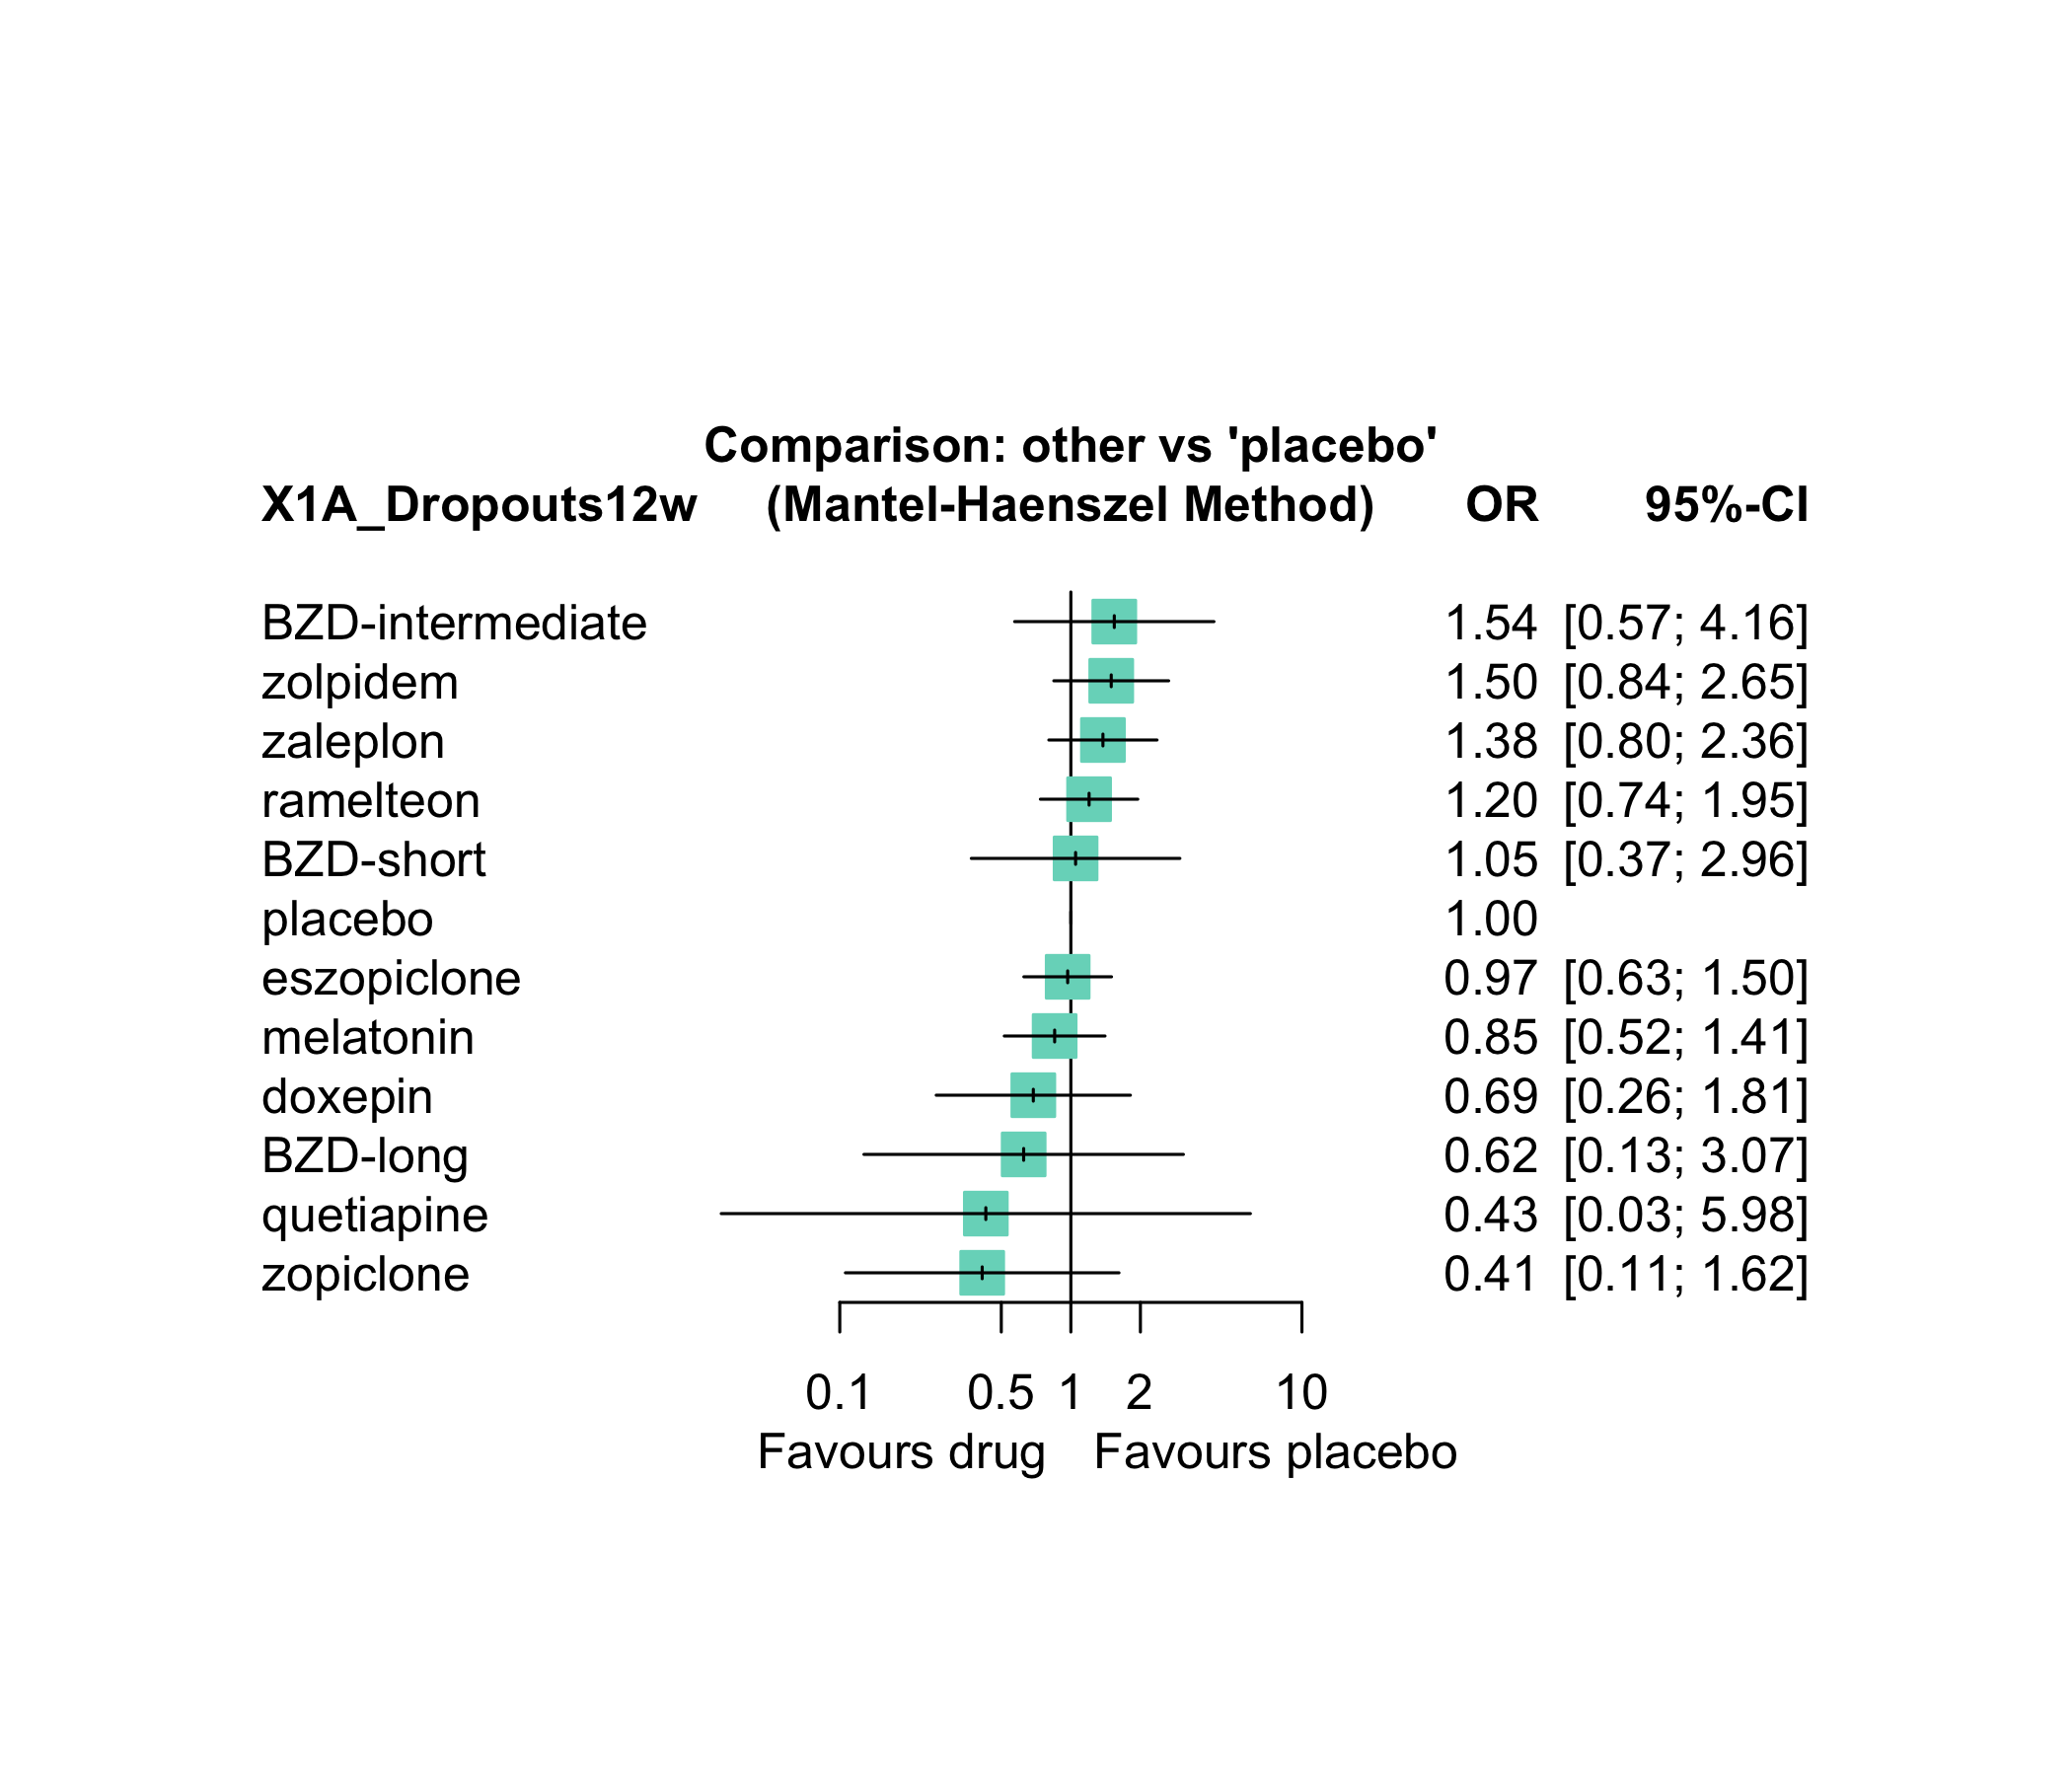 Comparison: other vs 'placebo'
X1A_Dropouts12w (Mantel-Haenszel Method) OR 95%-CI
BZD-intermediate 1.54 [0.57; 4.16]
zolpidem 1.50 [0.84; 2.65]
zaleplon 1.38 [0.80; 2.36]
ramelteon 1.20 [0.74; 1.95]
BZD-short 1.05 [0.37; 2.96]
placebo 1.00
eszopiclone 0.97 [0.63; 1.50]
melatonin 0.85 [0.52; 1.41]
doxepin 0.69 [0.26; 1.81]
BZD-long 0.62 [0.13; 3.07]
quetiapine 0.43 [0.03; 5.98]
zopiclone 0.41 [0.11; 1.62]
0.1 0.5 1 2 10
Favours drug Favours placebo